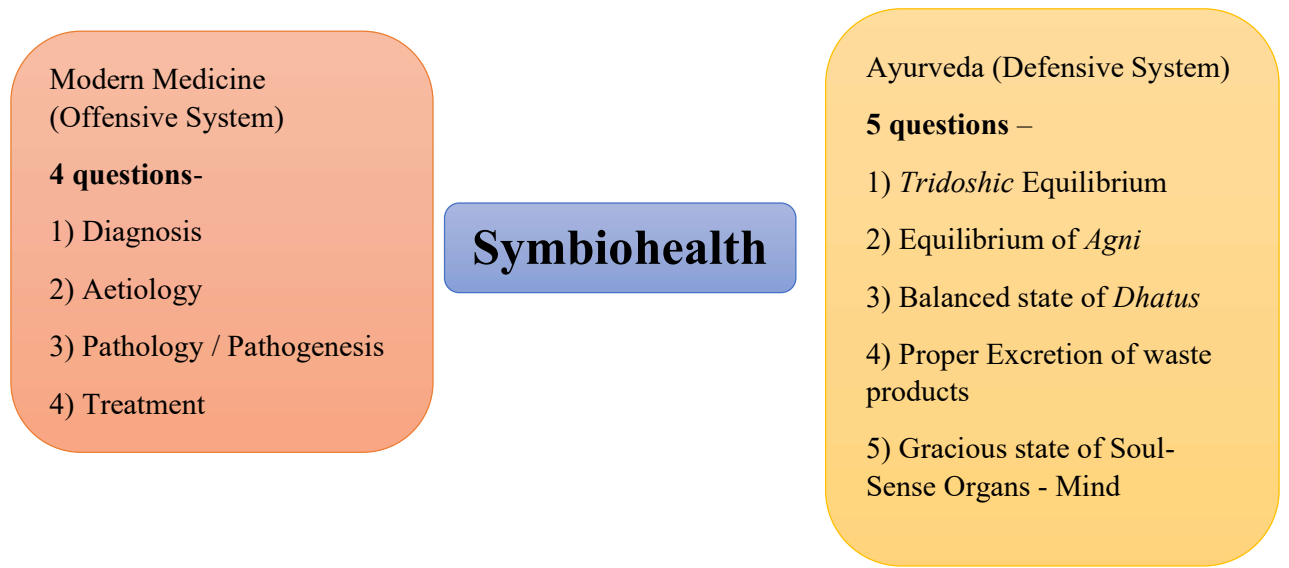 Modern Medicine
(Offensive System)
4 questions-
1) Diagnosis
2) Aetiology
3) Pathology / Pathogenesis
4) Treatment
Symbiohealth
Ayurveda (Defensive System)
5 questions –
1) Tridoshic Equilibrium
2) Equilibrium of Agni
3) Balanced state of Dhatus
4) Proper Excretion of waste
products
5) Gracious state of Soul-
Sense Organs - Mind